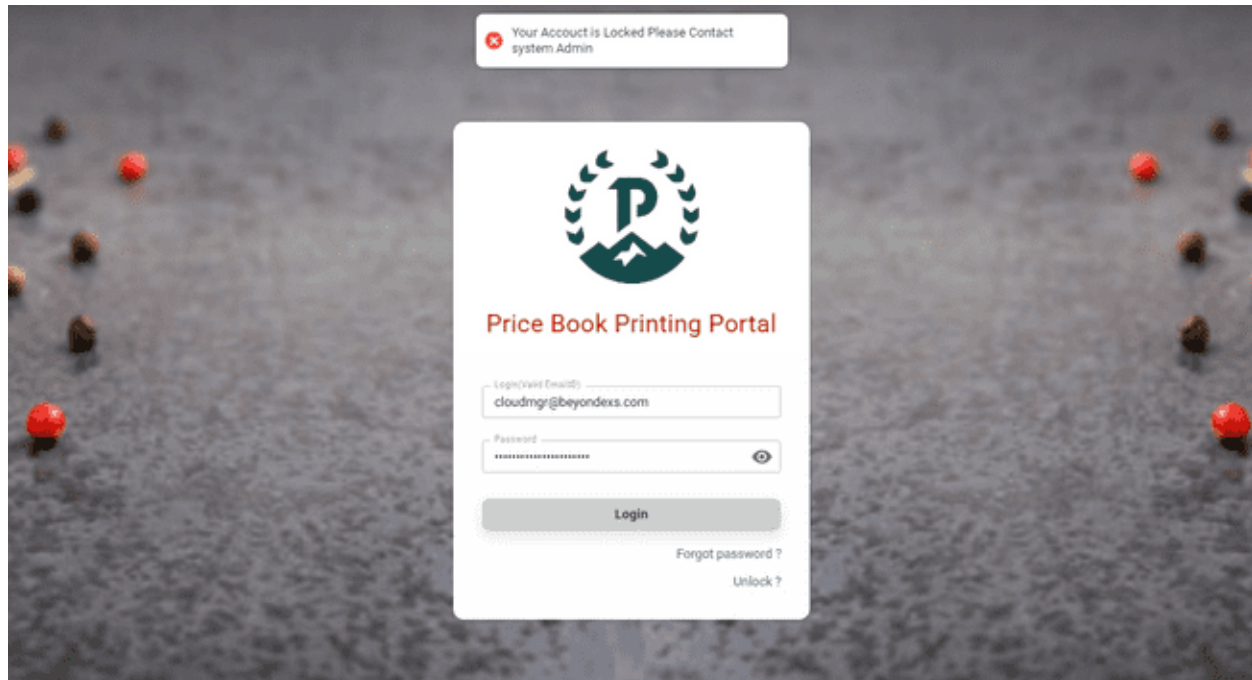 Your Accouct is Locked Please Contact
system Admin
P
Price Book Printing Portal
Login(Valid EmailID)
cloudmgr@beyondexs.com
Password
Login
Forgot password ?
Unlock ?